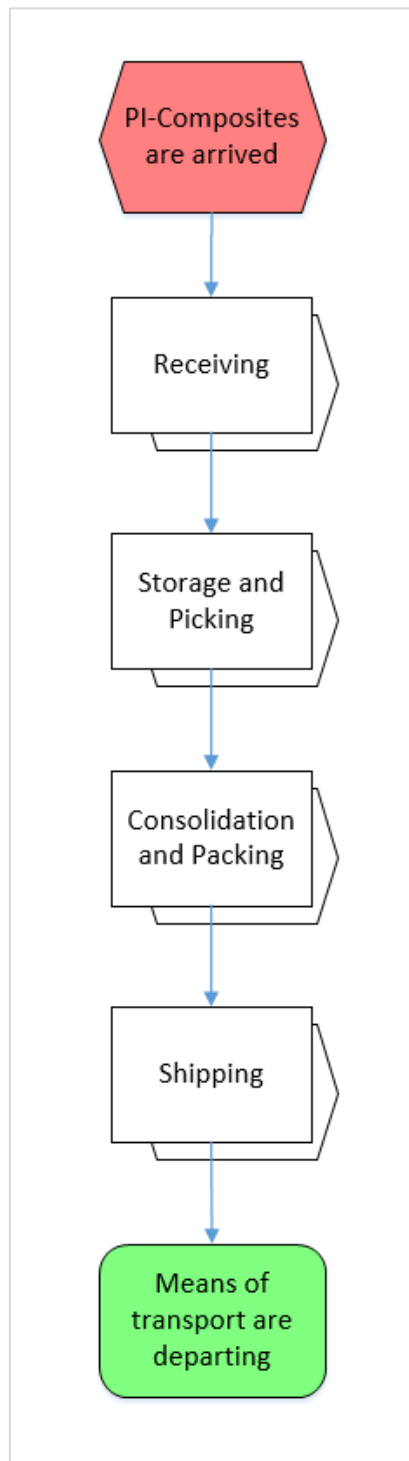 PI-Composites
are arrived
Receiving
Storage and
Picking
Consolidation
and Packing
Shipping
Means of
transport are
departing